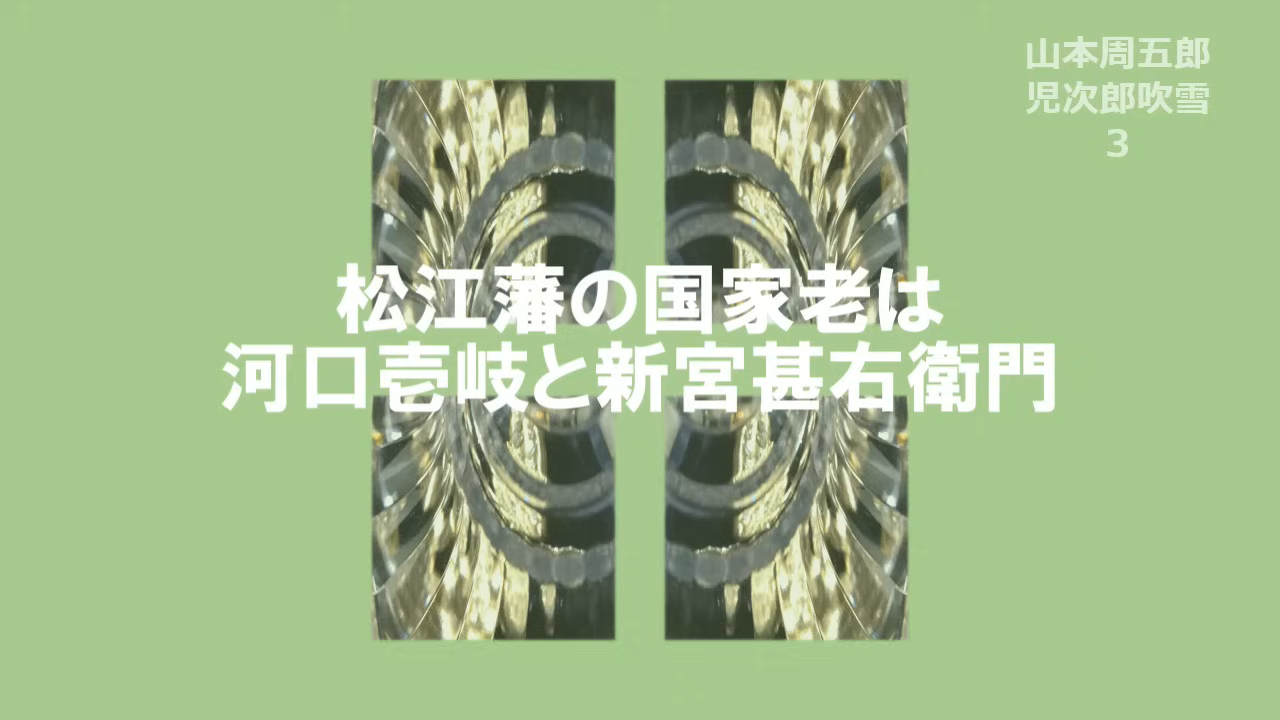 山本周五郎
児次郎吹雪
3
松江藩の国家老は
河口壱岐と新宮甚右衛門